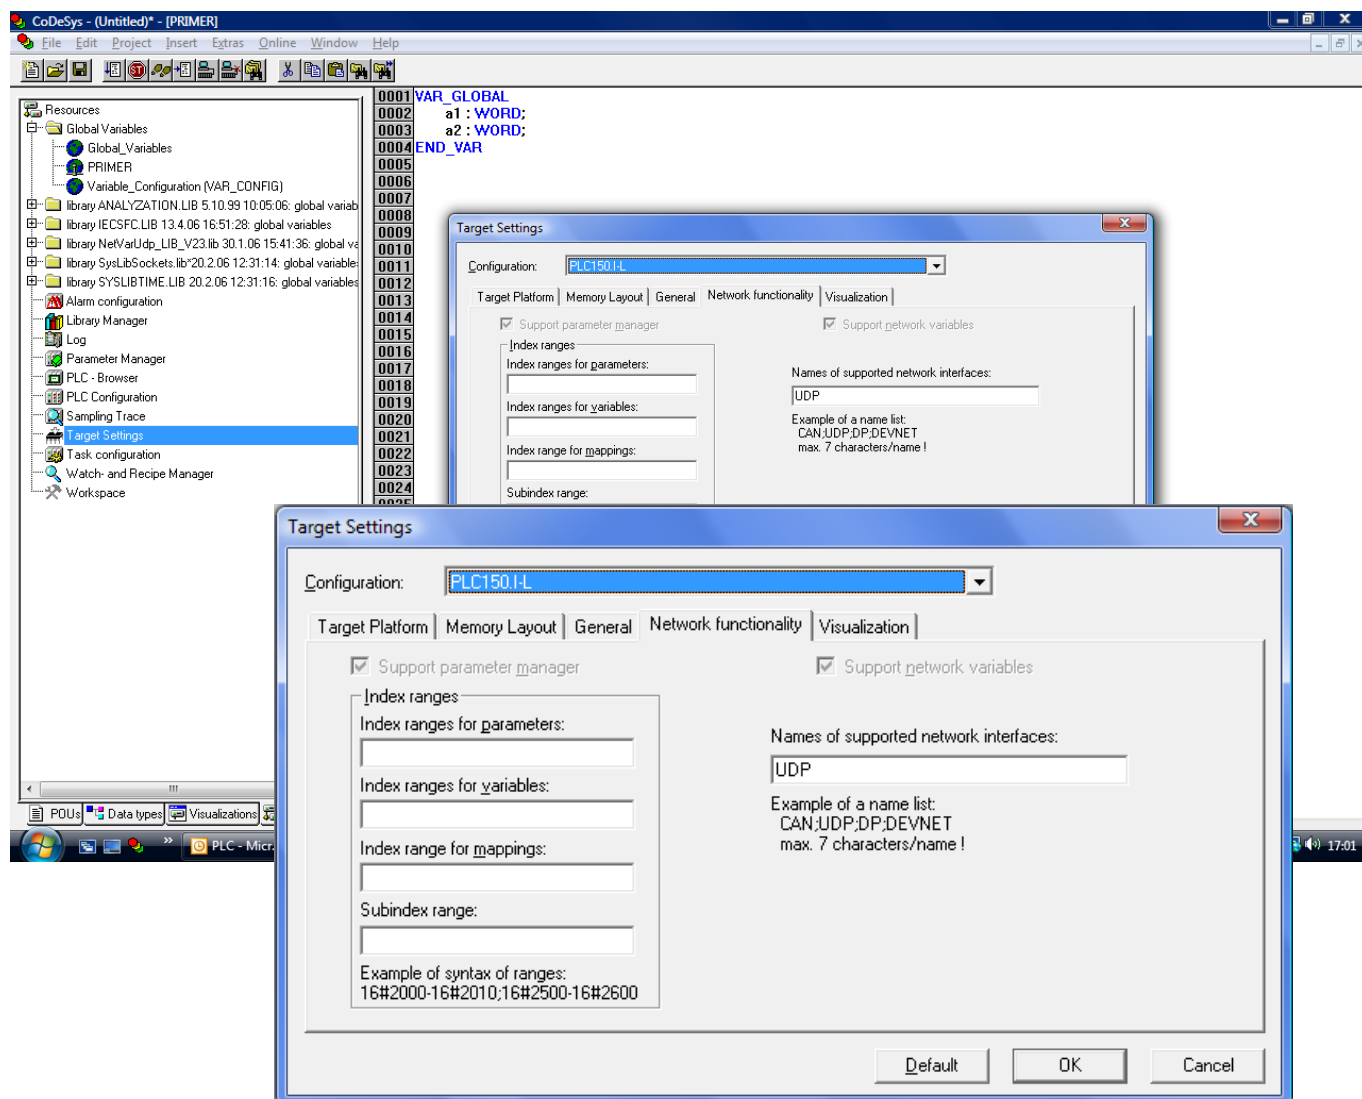 CoDeSys - (Untitled)* - [PRIMER]
File Edit Project Insert Extras Online Window Help
Resources
Global Variables
Global_Variables
PRIMER
Variable_Configuration (VAR_CONFIG)
library ANALYZATION.LIB 5.10.99 10:05:06: global variab
library IECSFC.LIB 13.4.06 16:51:28: global variables
library NetVarUdp_LIB_V23.lib 30.1.06 15:41:36: global va
library SysLibSockets.lib*20.2.06 12:31:14: global variable
library SYSLIBTIME.LIB 20.2.06 12:31:16: global variables
Alarm configuration
Library Manager
Log
Parameter Manager
PLC - Browser
PLC Configuration
Sampling Trace
Target Settings
Task configuration
Watch- and Recipe Manager
Workspace
POUs Data types Visualizations
0001 VAR_GLOBAL
0002 a1 : WORD;
0003 a2 : WORD;
0004 END_VAR
0005
0006
0007
0008
0009
0010
0011
0012
0013
0014
0015
0016
0017
0018
0019
0020
0021
0022
0023
0024
0025
Target Settings
Configuration: PLC150.I-L
Target Platform Memory Layout General Network functionality Visualization
Support parameter manager
Support network variables
Index ranges
Index ranges for parameters:
Index ranges for variables:
Index range for mappings:
Subindex range:
Names of supported network interfaces:
UDP
Example of a name list:
CAN;UDP;DP;DEVNET
max. 7 characters/name !
Target Settings
Configuration: PLC150.I-L
Target Platform Memory Layout General Network functionality Visualization
Support parameter manager
Support network variables
Index ranges
Index ranges for parameters:
Index ranges for variables:
Index range for mappings:
Subindex range:
Example of syntax of ranges:
16#2000-16#2010;16#2500-16#2600
Names of supported network interfaces:
UDP
Example of a name list:
CAN;UDP;DP;DEVNET
max. 7 characters/name !
Default OK Cancel
PLC - Micr
17:01